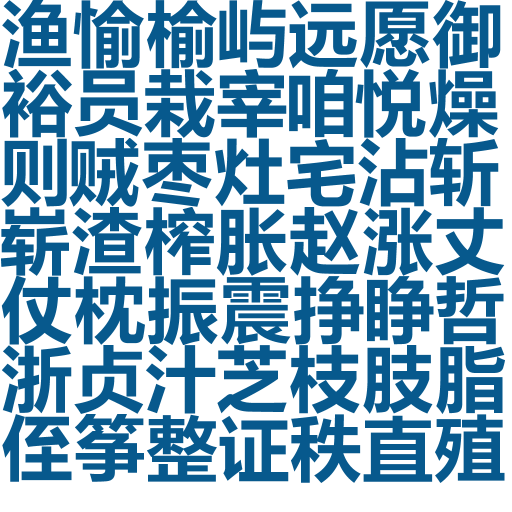 渔愉榆屿远愿御
裕员栽宰咱悦燥
则贼枣灶宅沾斩
崭渣榨胀赵涨丈
仗枕振震挣睁哲
浙贞汁芝枝肢脂
侄筝整证秩直殖